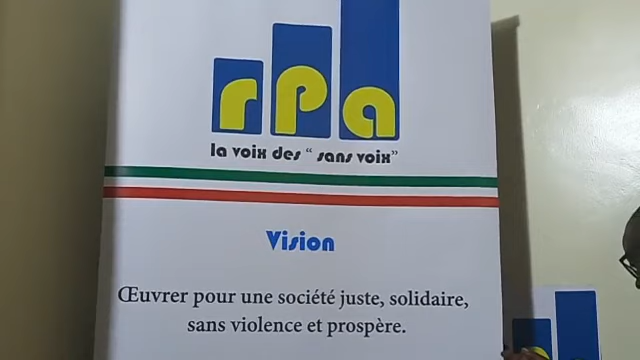 rpa
la voix des “sans voix”
Vision
Œuvrer pour une société juste, solidaire,
sans violence et prospère.